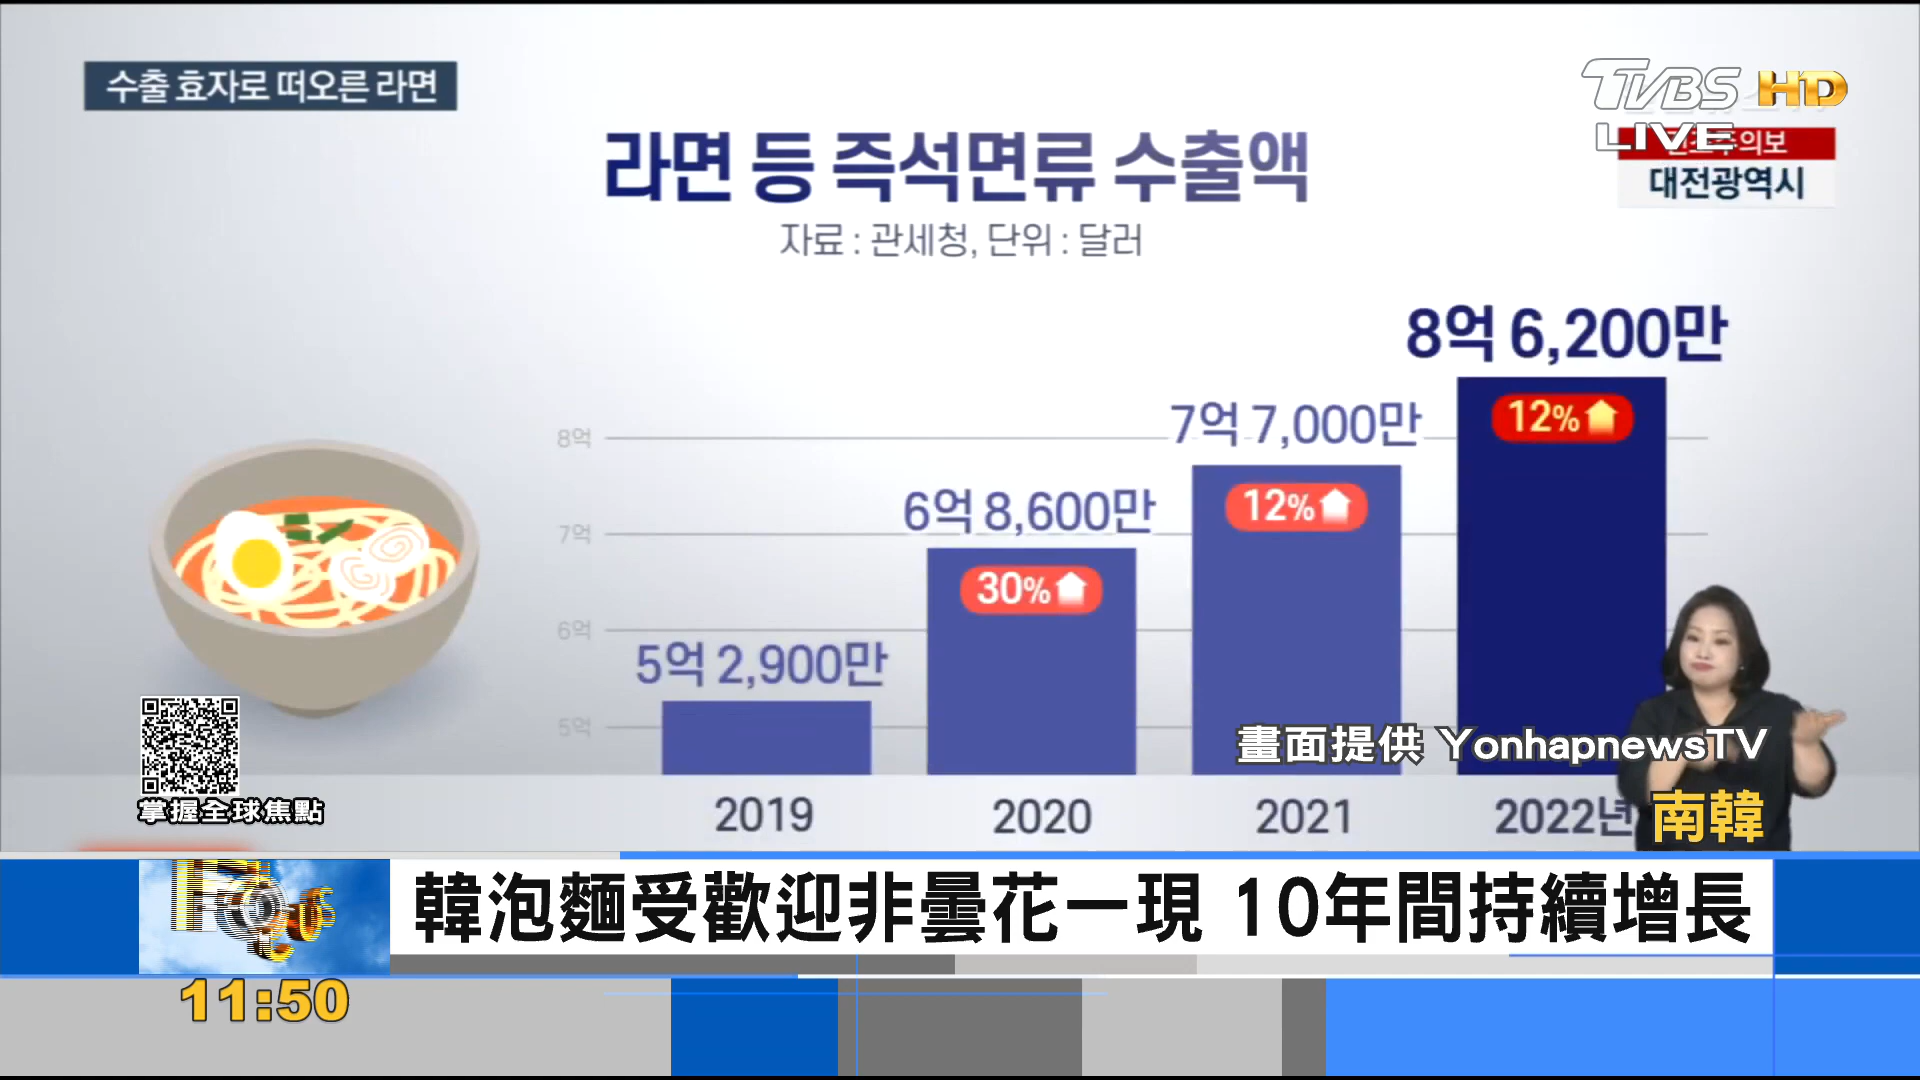 수출 효자로 떠오른 라면
TVBS HD
LIVE
주의보
대전광역시
라면 등 즉석면류 수출액
자료 : 관세청, 단위 : 달러
8억 6,200만
12%
7억 7,000만
12%
6억 8,600만
30%
5억 2,900만
8억
7억
6억
5억
2019
2020
2021
2022년
畫面提供 YonhapnewsTV
南韓
掌握全球焦點
韓泡麵受歡迎非曇花一現 10年間持續增長
11:50